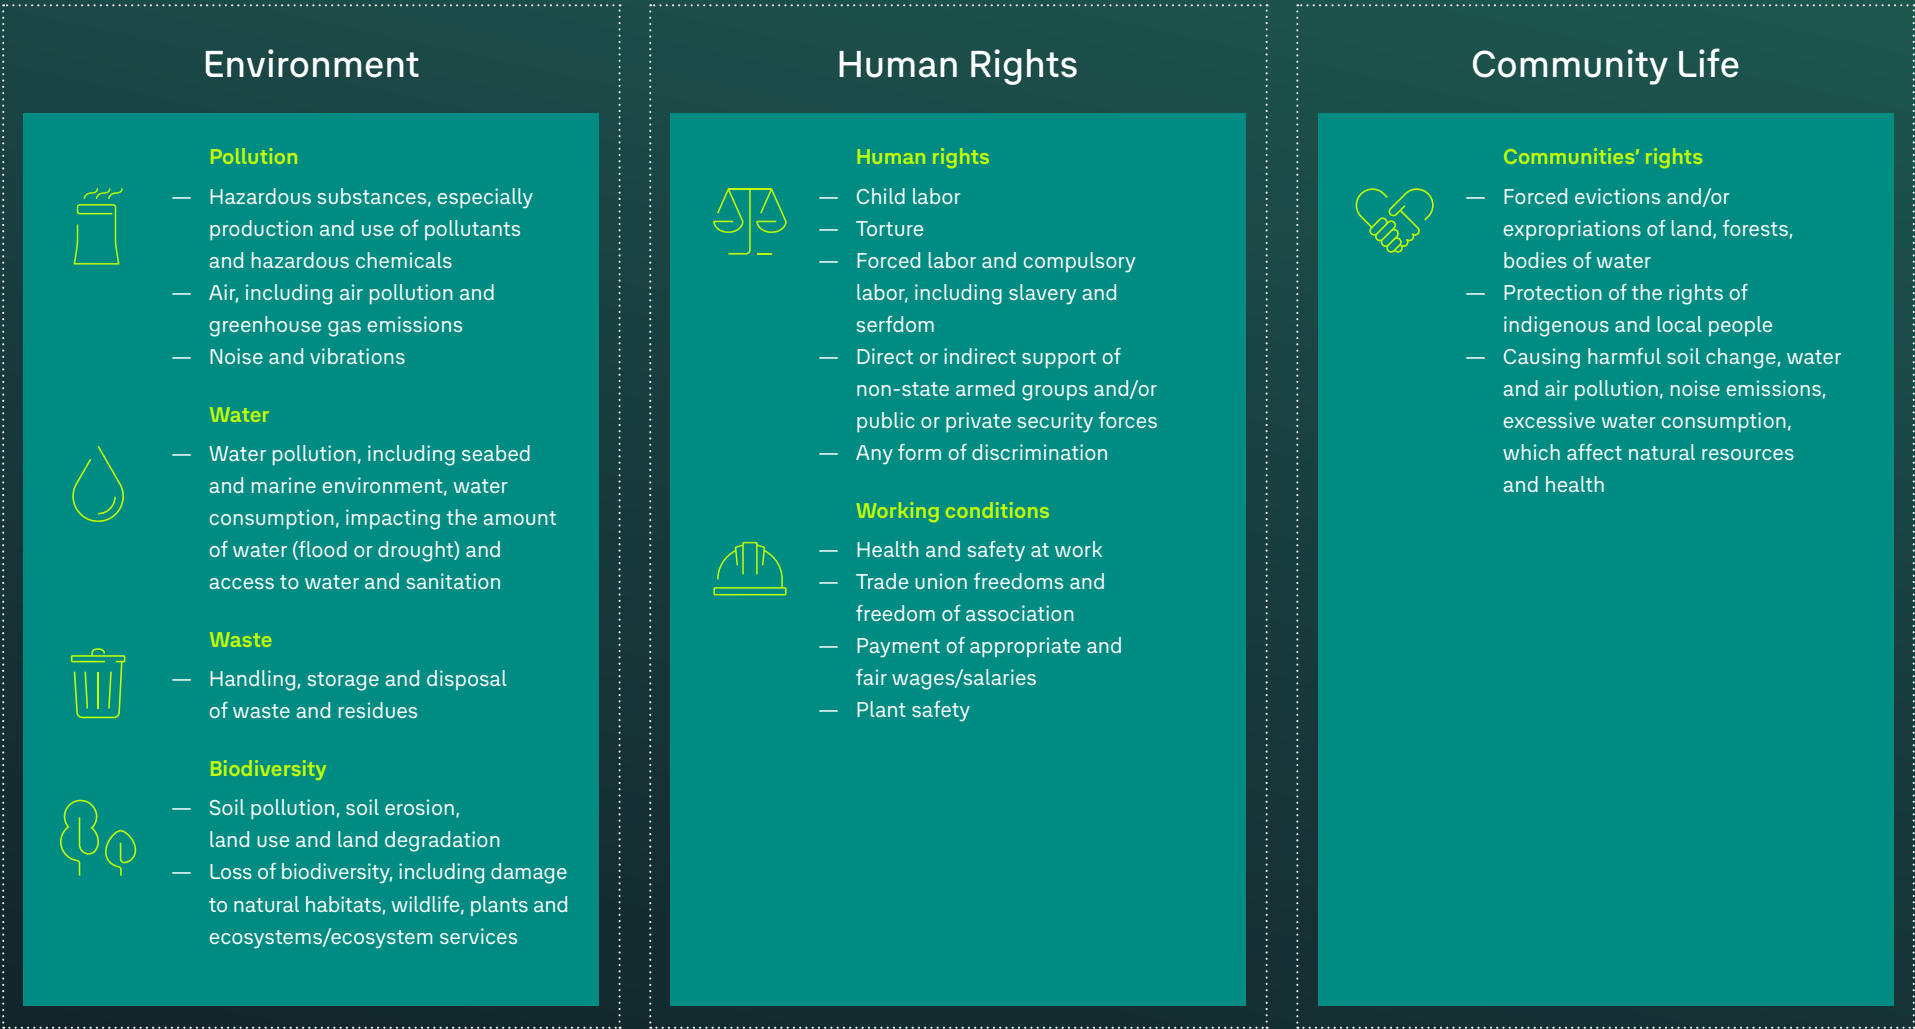 Environment
Pollution
— Hazardous substances, especially
production and use of pollutants
and hazardous chemicals
— Air, including air pollution and
greenhouse gas emissions
— Noise and vibrations
Water
— Water pollution, including seabed
and marine environment, water
consumption, impacting the amount
of water (flood or drought) and
access to water and sanitation
Waste
— Handling, storage and disposal
of waste and residues
Biodiversity
— Soil pollution, soil erosion,
land use and land degradation
— Loss of biodiversity, including damage
to natural habitats, wildlife, plants and
ecosystems/ecosystem services
Human Rights
Human rights
— Child labor
— Torture
— Forced labor and compulsory
labor, including slavery and
serfdom
— Direct or indirect support of
non-state armed groups and/or
public or private security forces
— Any form of discrimination
Working conditions
— Health and safety at work
— Trade union freedoms and
freedom of association
— Payment of appropriate and
fair wages/salaries
— Plant safety
Community Life
Communities’ rights
— Forced evictions and/or
expropriations of land, forests,
bodies of water
— Protection of the rights of
indigenous and local people
— Causing harmful soil change, water
and air pollution, noise emissions,
excessive water consumption,
which affect natural resources
and health